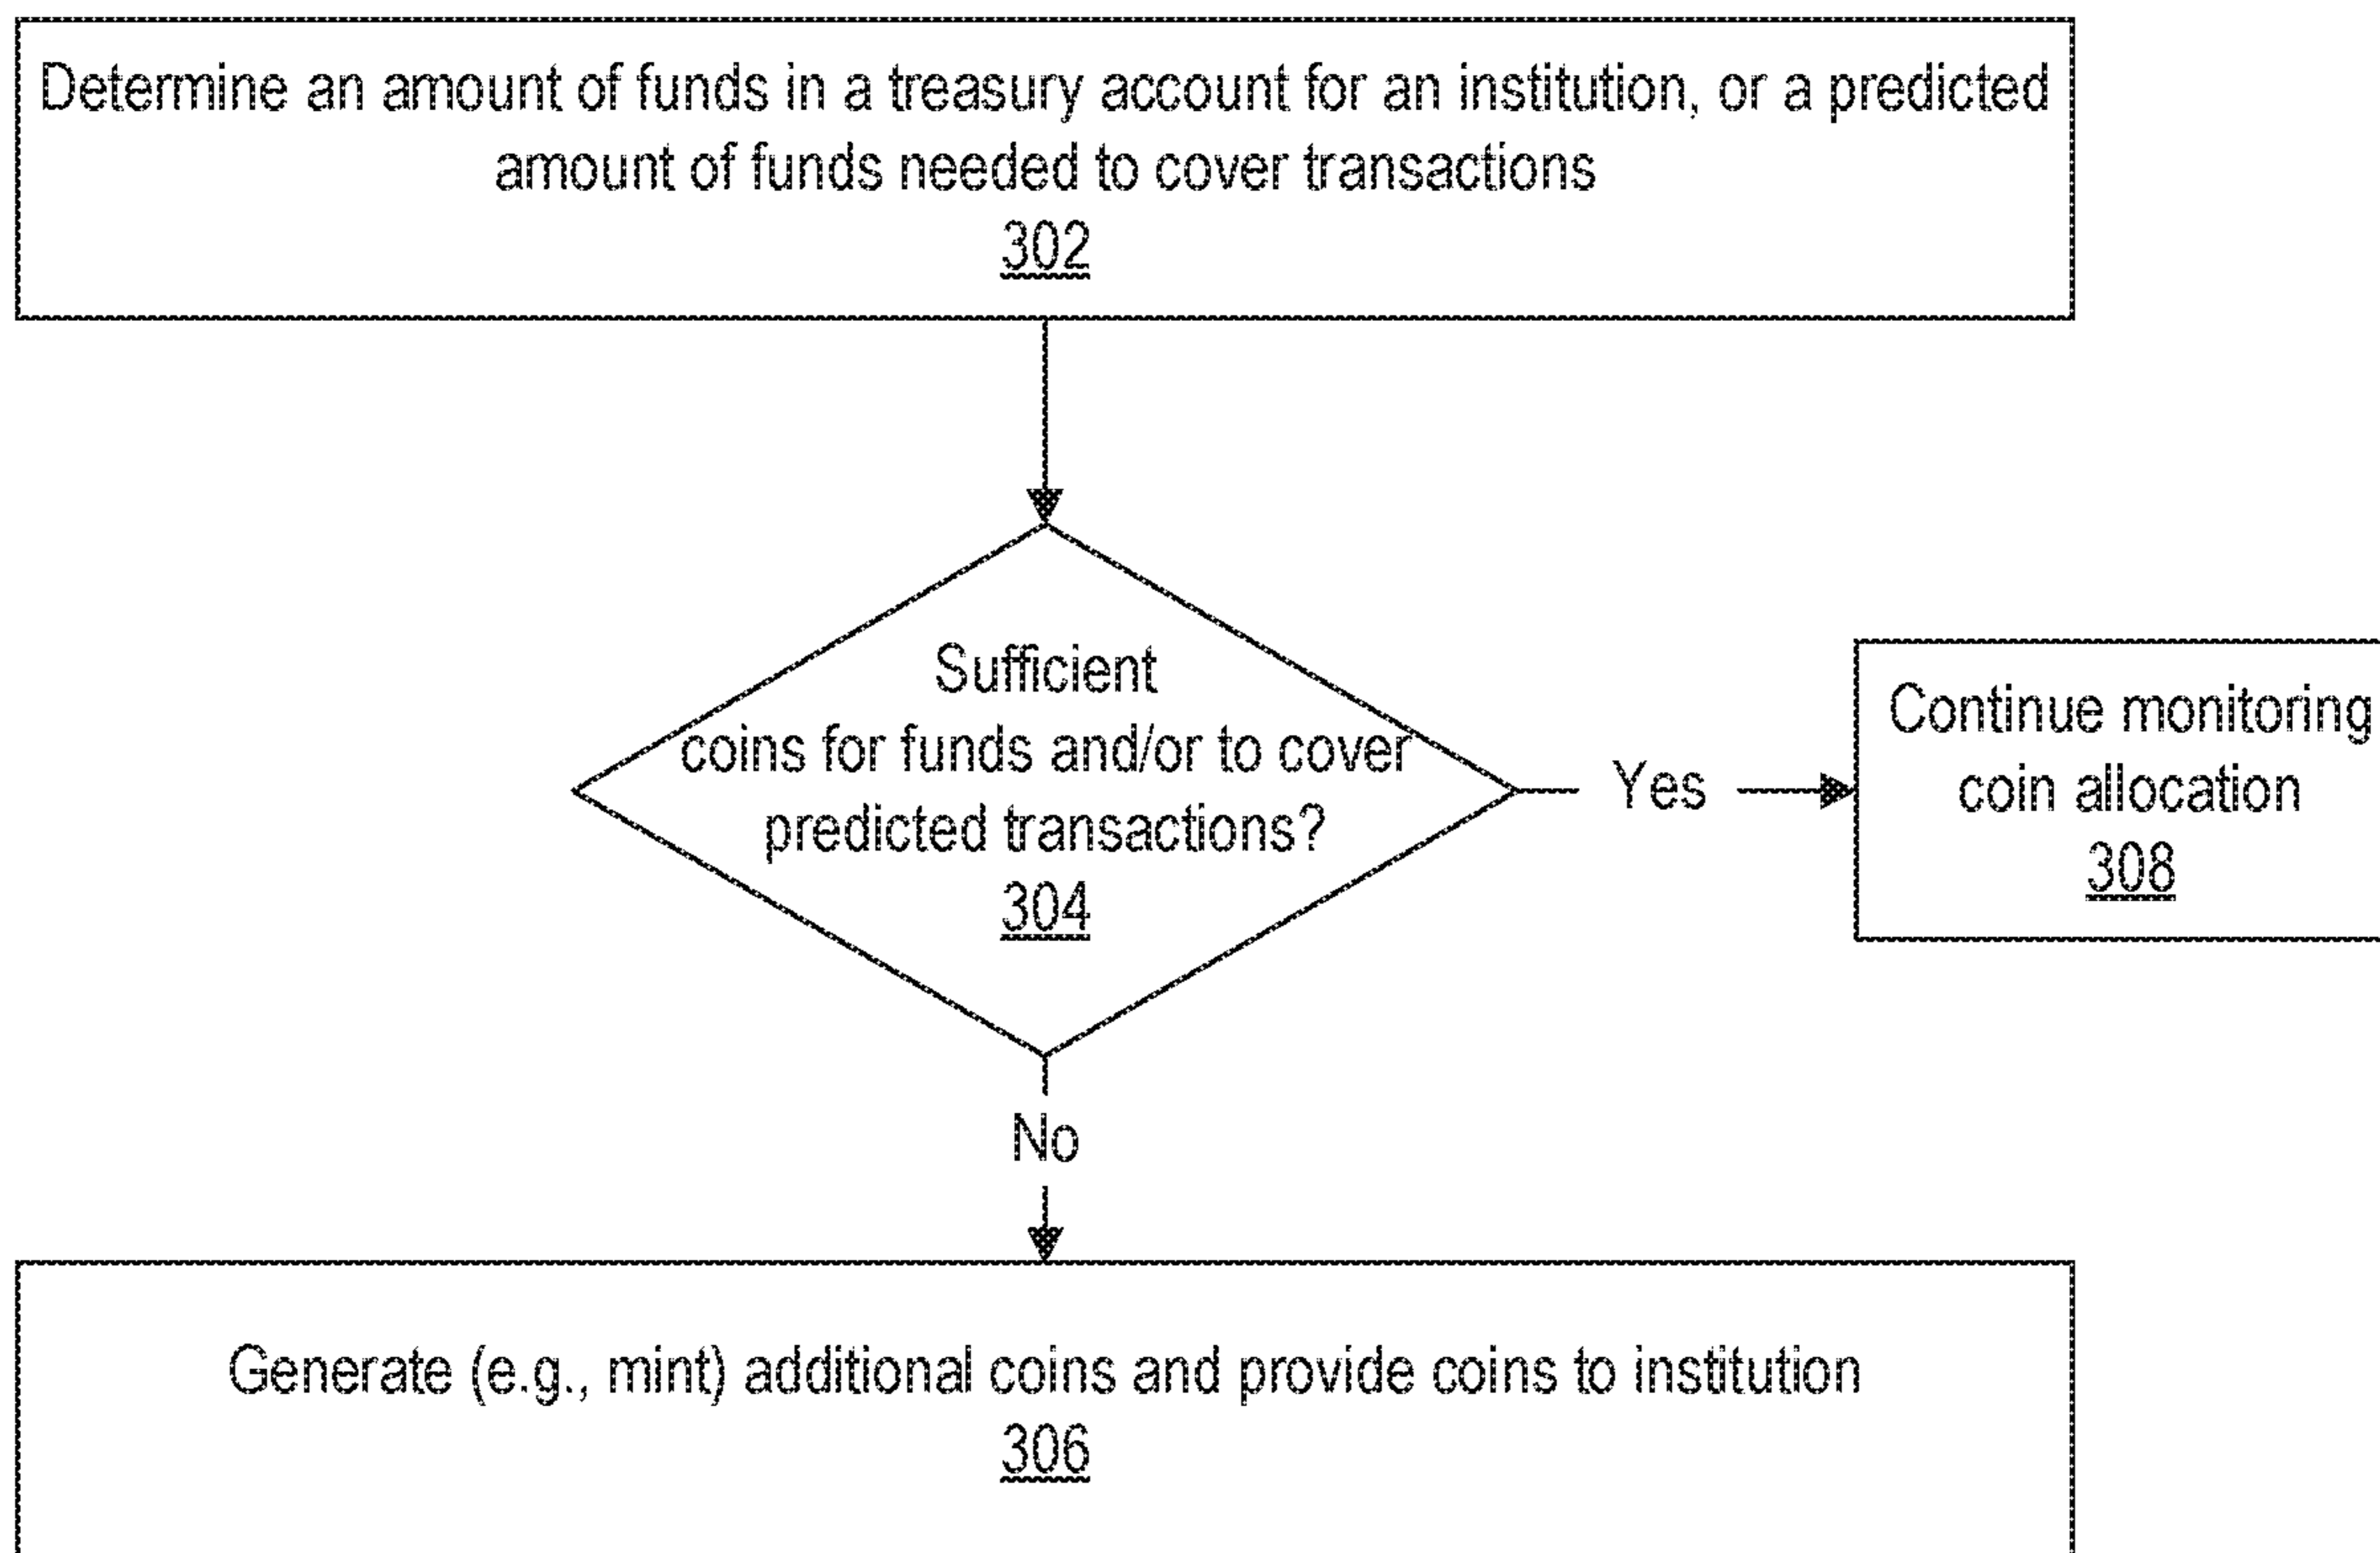 Determine an amount of funds in a treasury account for an institution, or a predicted
amount of funds needed to cover transactions
302
Sufficient
coins for funds and/or to cover
predicted transactions?
304
Yes
Continue monitoring
coin allocation
308
No
Generate (e.g., mint) additional coins and provide coins to institution
306